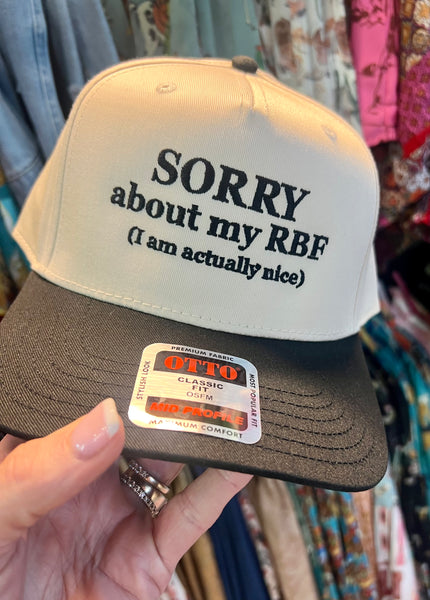 SORRY
about my RBF
(I am actually nice)
PREMIUM FABRIC
STYLISH LOOK
OTTO
CLASSIC
FIT
OSFM
MID-PROFILE
MAXIMUM COMFORT
MOST POPULAR FIT